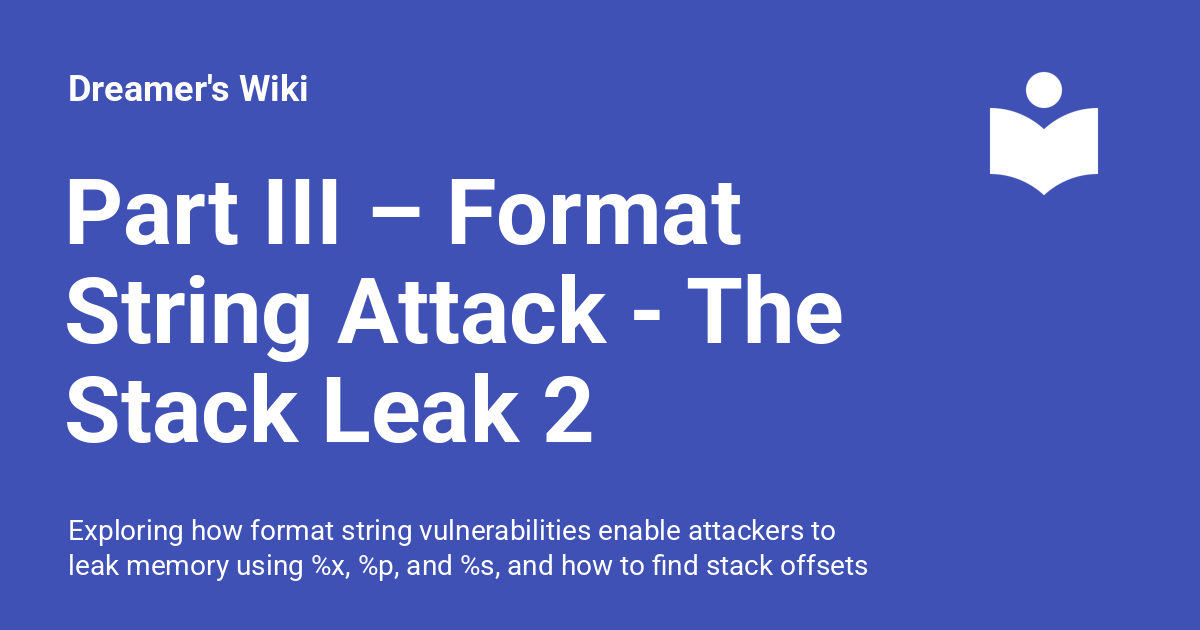 Dreamer's Wiki
Part III – Format
String Attack - The
Stack Leak 2
Exploring how format string vulnerabilities enable attackers to
leak memory using %x, %p, and %s, and how to find stack offsets